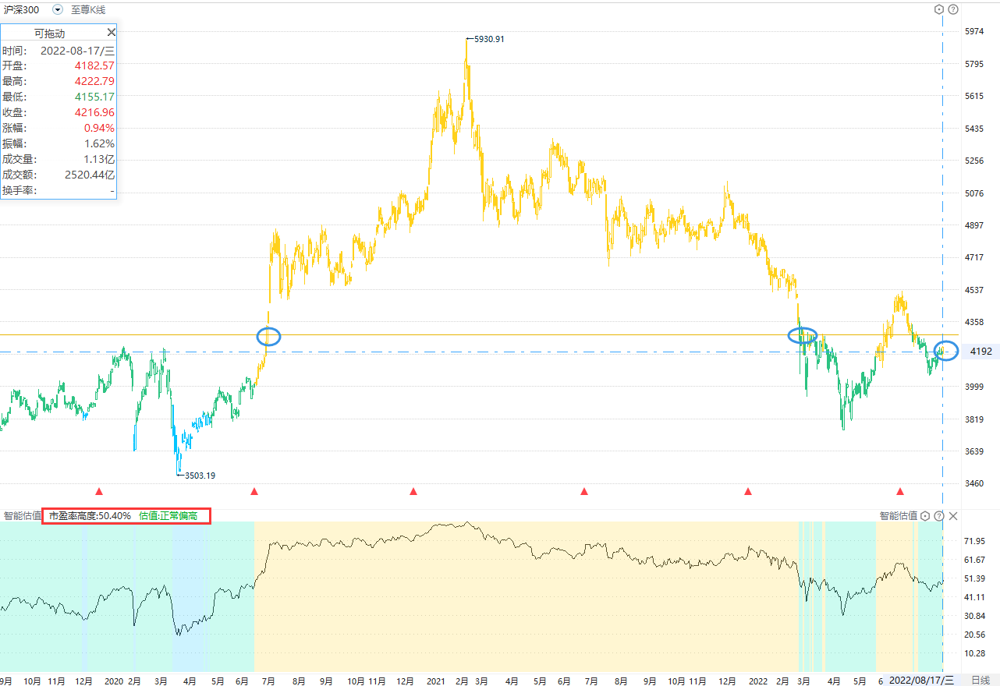 沪深300 至尊K线
可拖动
时间: 2022-08-17/三
开盘: 4182.57
最高: 4222.79
最低: 4155.17
收盘: 4216.96
涨幅: 0.94%
振幅: 1.62%
成交量: 1.13亿
成交额: 2520.44亿
换手率: -
5930.91
3503.19
5974
5795
5615
5435
5256
5076
4897
4717
4537
4358
4192
3999
3819
3639
3460
智能估值 市盈率高度:50.40% 估值:正常偏高
智能估值
71.95
61.67
51.39
41.11
30.84
20.56
10.28
9月 10月 11月 12月 2020 2月 3月 4月 5月 6月 7月 8月 9月 10月 11月 12月 2021 2月 3月 4月 5月 6月 7月 8月 9月 10月 11月 12月 2022 2月 3月 4月 5月 6 2022/08/17/三 日线